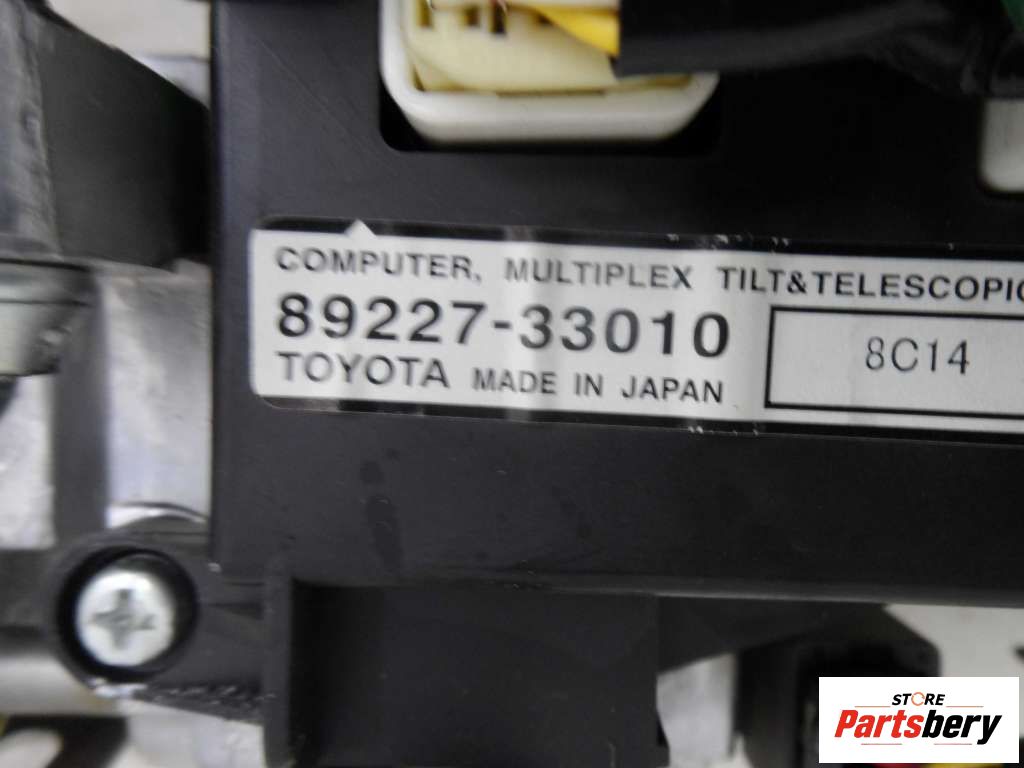 COMPUTER, MULTIPLEX TILT&TELESCOPIC
89227-33010
8C14
TOYOTA MADE IN JAPAN
STORE
Partsbery